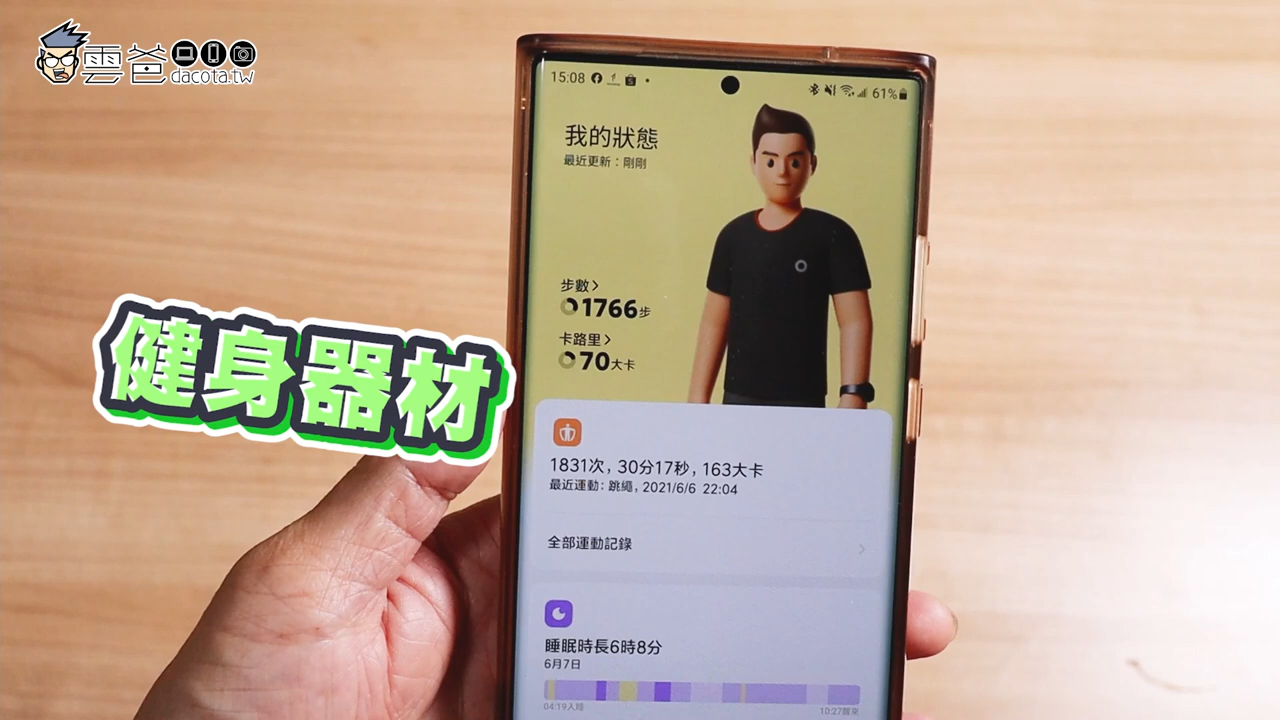 雲爸
dacota.tw
15:08
61%
我的狀態
最近更新：剛剛
步數
1766步
卡路里
70大卡
健身器材
1831次, 30分17秒, 163大卡
最近運動: 跳繩, 2021/6/6 22:04
全部運動記錄
睡眠時長6時8分
6月7日
04:19入睡
10:27醒來